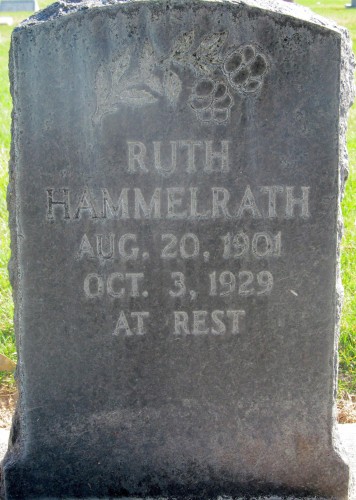 RUTH
HAMMELRATH
AUG. 20, 1901
OCT. 3, 1929
AT REST